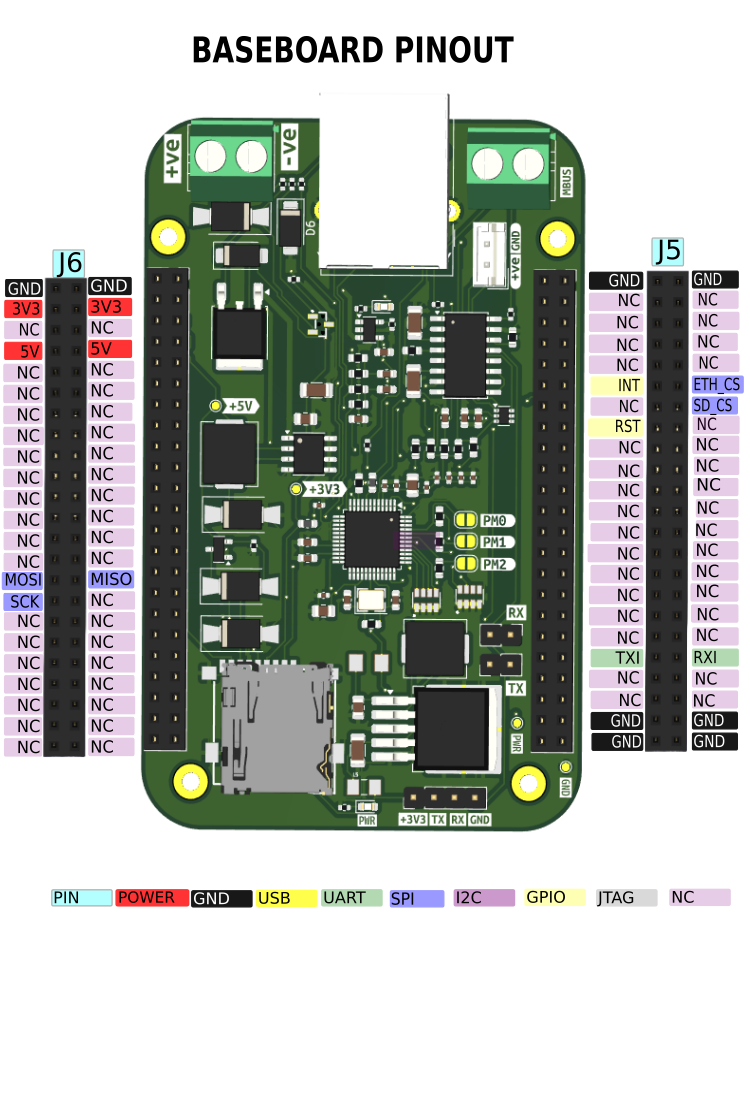 BASEBOARD PINOUT
+ve
-ve
D6
MBUS
+ve GND
J6
GND GND
3V3 3V3
NC NC
5V 5V
NC NC
NC NC
NC NC
NC NC
NC NC
NC NC
NC NC
NC NC
NC NC
NC NC
MOSI MISO
SCK NC
NC NC
NC NC
NC NC
NC NC
NC NC
NC NC
NC NC
+5V
+3V3
PM0
PM1
PM2
RX
TX
PWR
GND
PWR
+3V3 TX RX GND
J5
GND GND
NC NC
NC NC
NC NC
NC NC
INT ETH_CS
NC SD_CS
RST NC
NC NC
NC NC
NC NC
NC NC
NC NC
NC NC
NC NC
NC NC
NC NC
NC NC
TXI RXI
NC NC
NC NC
GND GND
GND GND
PIN POWER GND USB UART SPI I2C GPIO JTAG NC